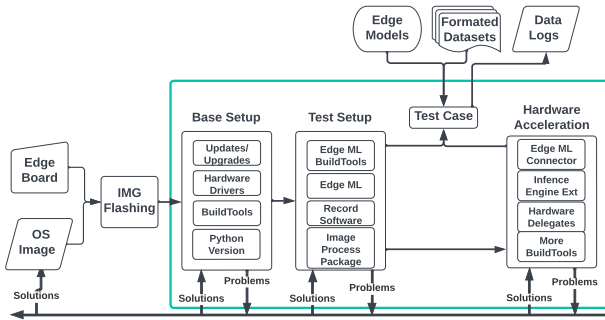 Edge
Models
Formated
Datasets
Data
Logs
Base Setup
Test Setup
Test Case
Hardware
Acceleration
Edge
Board
OS
Image
IMG
Flashing
Updates/
Upgrades
Hardware
Drivers
BuildTools
Python
Version
Edge ML
BuildTools
Edge ML
Record
Software
Image
Process
Package
Edge ML
Connector
Infence
Engine Ext
Hardware
Delegates
More
BuildTools
Solutions
Solutions
Problems
Solutions
Problems
Solutions
Problems